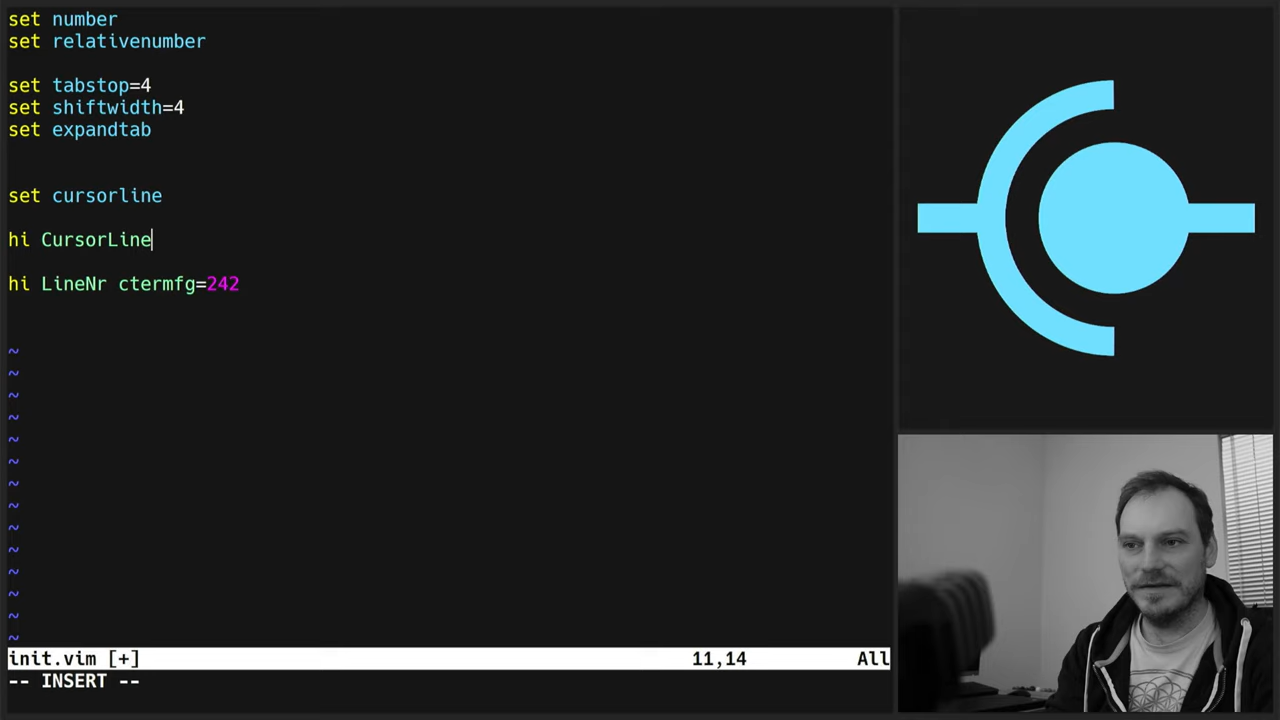 set number
set relativenumber
set tabstop=4
set shiftwidth=4
set expandtab
set cursorline
hi CursorLine
hi LineNr ctermfg=242
~
~
~
~
~
~
~
~
~
~
~
~
~
~
init.vim [+] 11,14 All
-- INSERT --